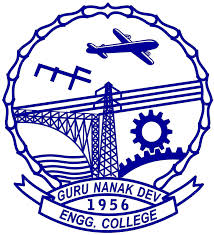 GURU NANAK DEV
1956
ENGG. COLLEGE